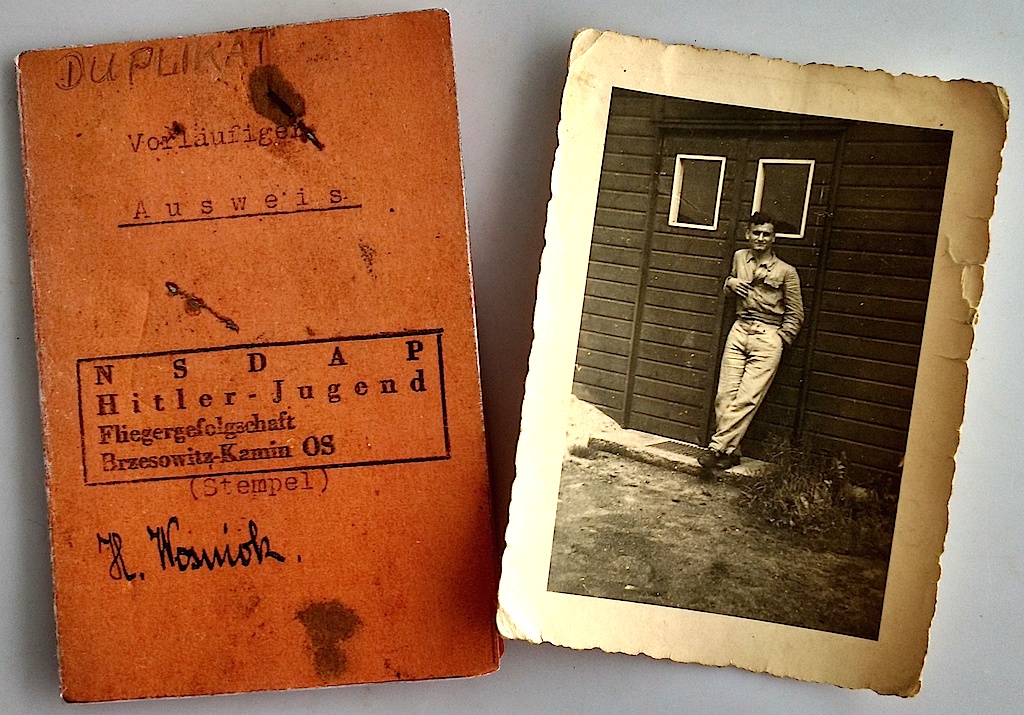 DUPLIKAT
Vorläufiger
Ausweis
N S D A P
Hitler-Jugend
Fliegergefolgschaft
Brzesowitz-Kamin OS
(Stempel)
H. Wosniok.